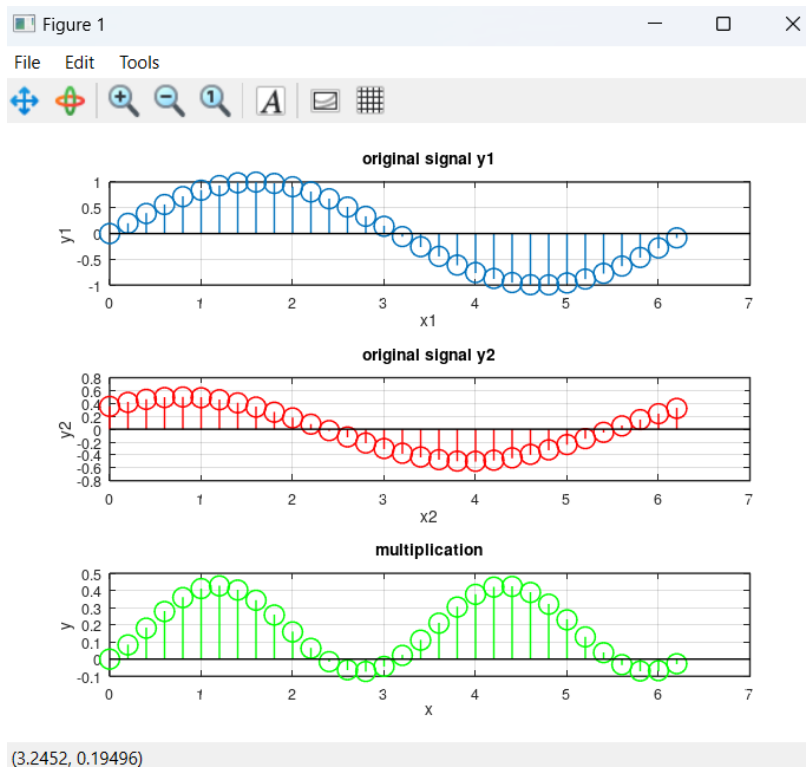 Figure 1
File Edit Tools
A
original signal y1
1
0.5
0
-0.5
-1
y1
0 1 2 3 4 5 6 7
x1
original signal y2
0.8
0.6
0.4
0.2
0
-0.2
-0.4
-0.6
-0.8
y2
0 1 2 3 4 5 6 7
x2
multiplication
0.5
0.4
0.3
0.2
0.1
0
-0.1
y
0 1 2 3 4 5 6 7
x
(3.2452, 0.19496)